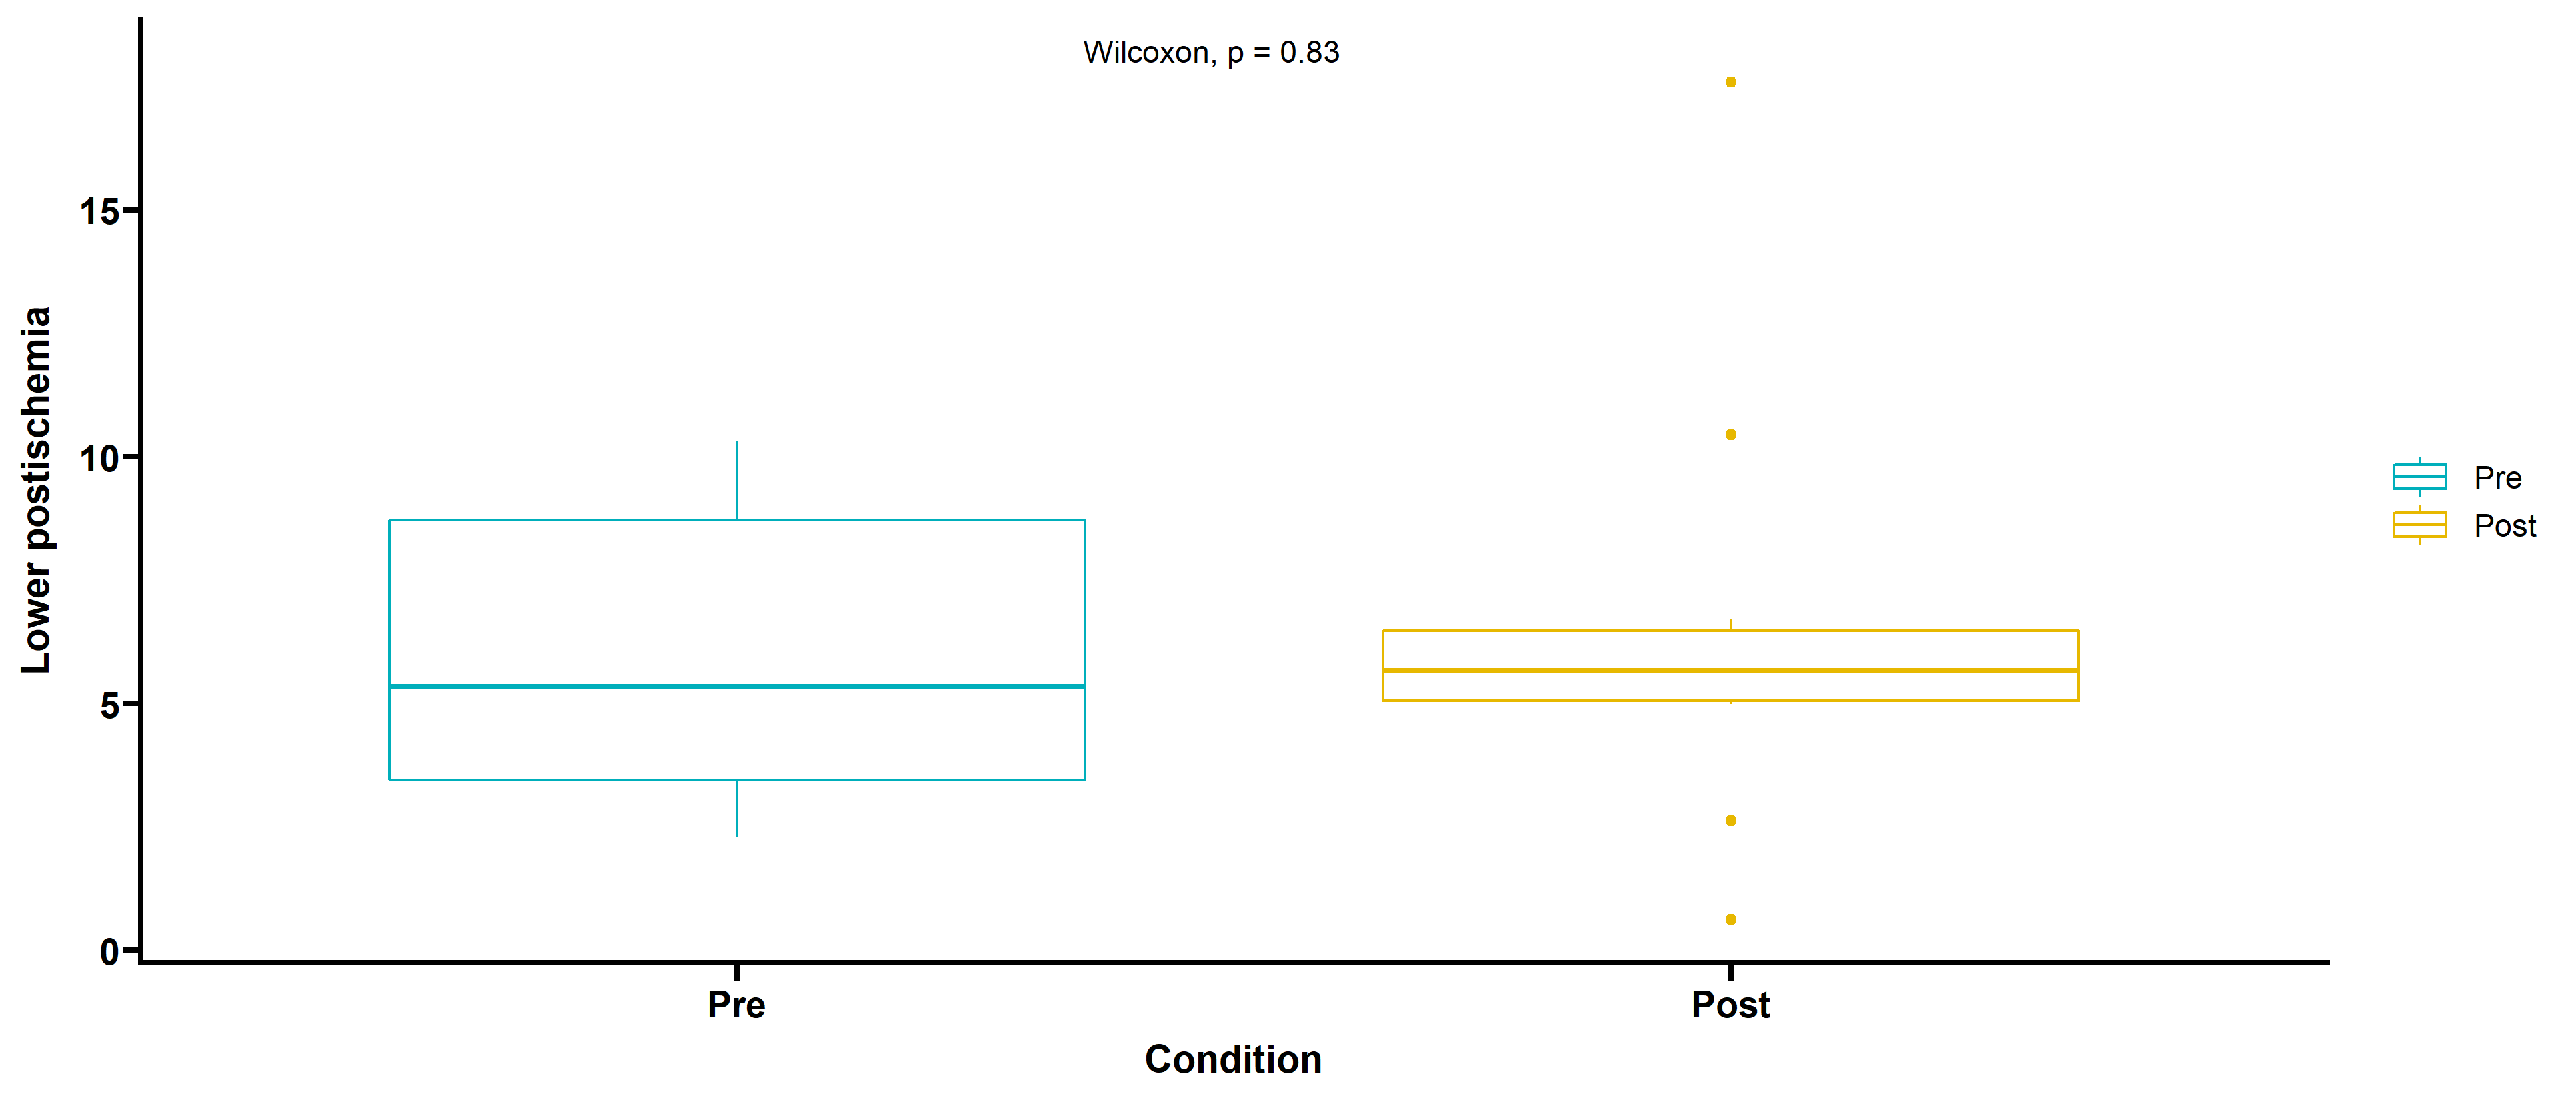 Wilcoxon, p = 0.83
Lower postischemia
15
10
5
0
Pre
Post
Condition
Pre
Post